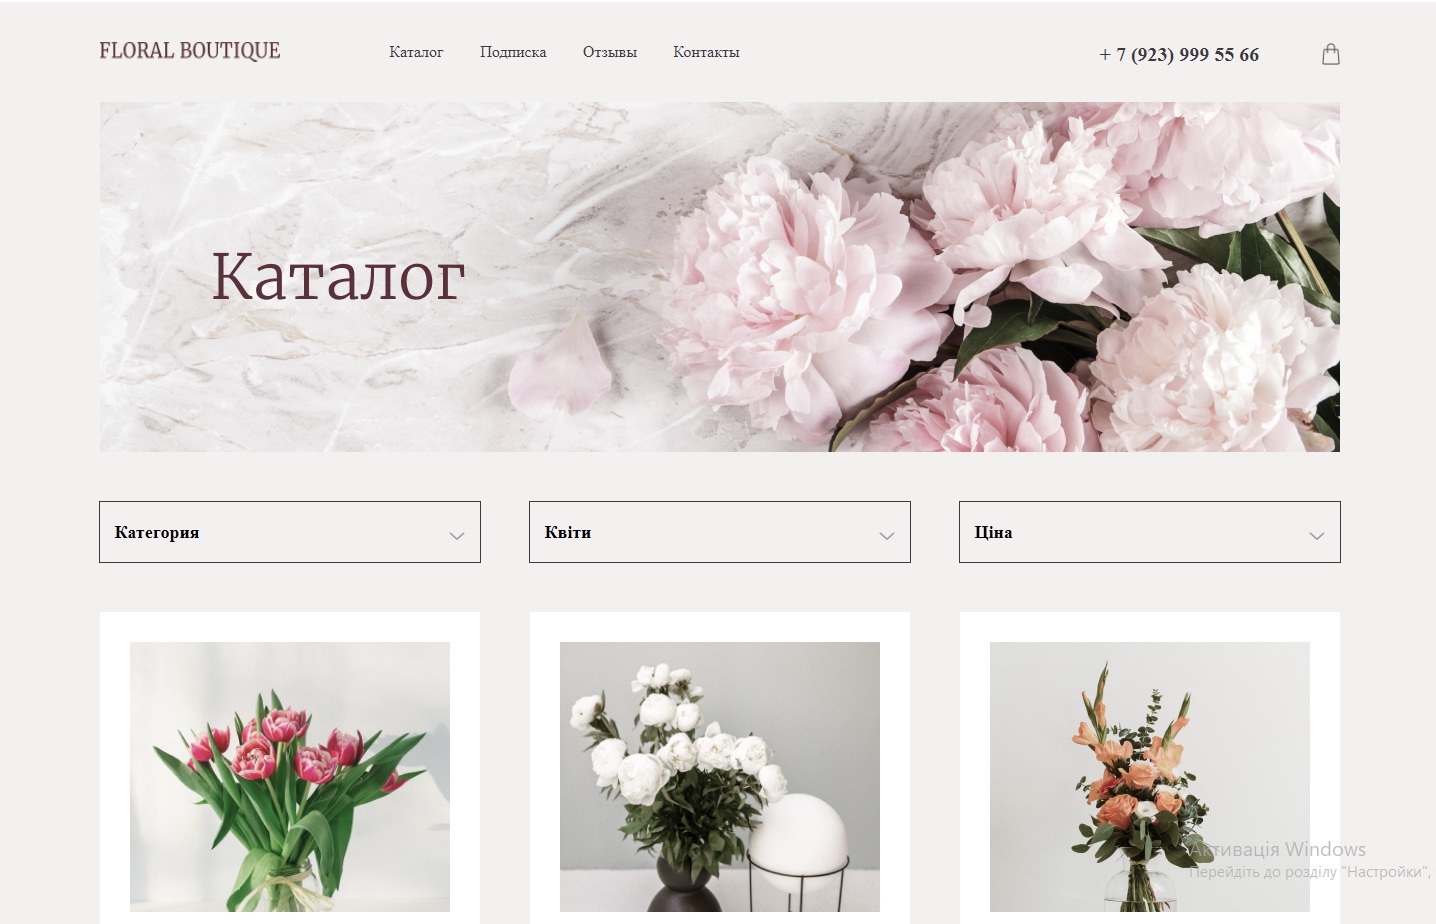 FLORAL BOUTIQUE
Каталог Подписка Отзывы Контакты
+ 7 (923) 999 55 66
Каталог
Категория
Квіти
Ціна
Активація Windows
Перейдіть до розділу "Настройки",